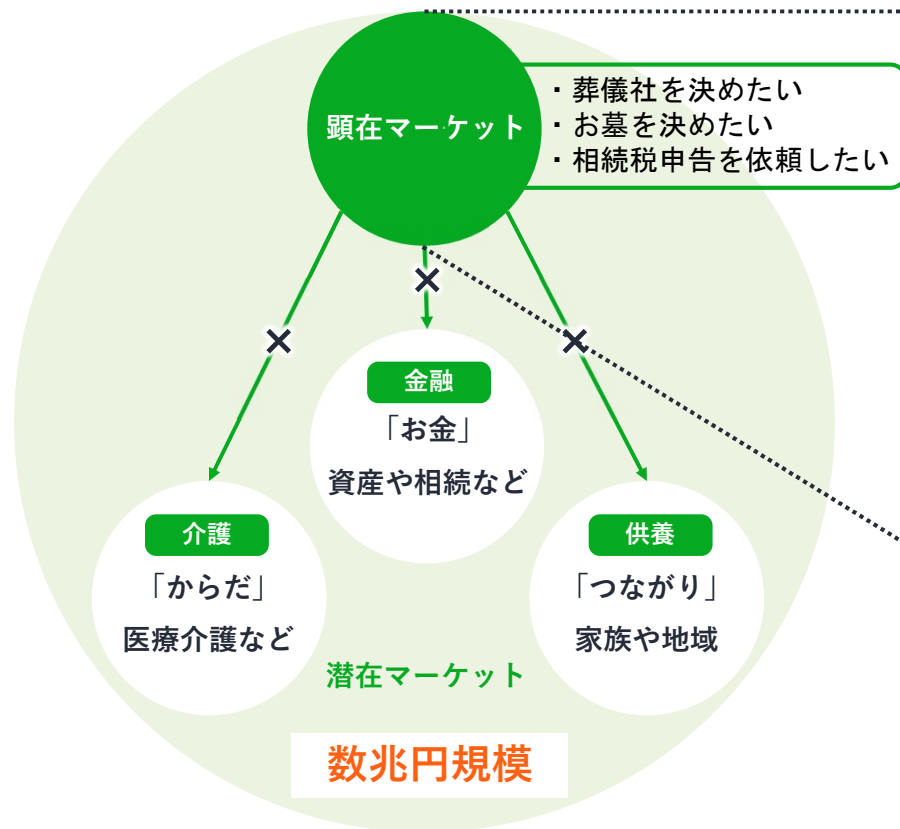 顕在マーケット
・葬儀社を決めたい
・お墓を決めたい
・相続税申告を依頼したい
金融
「お金」
資産や相続など
介護
「からだ」
医療介護など
供養
「つながり」
家族や地域
潜在マーケット
数兆円規模